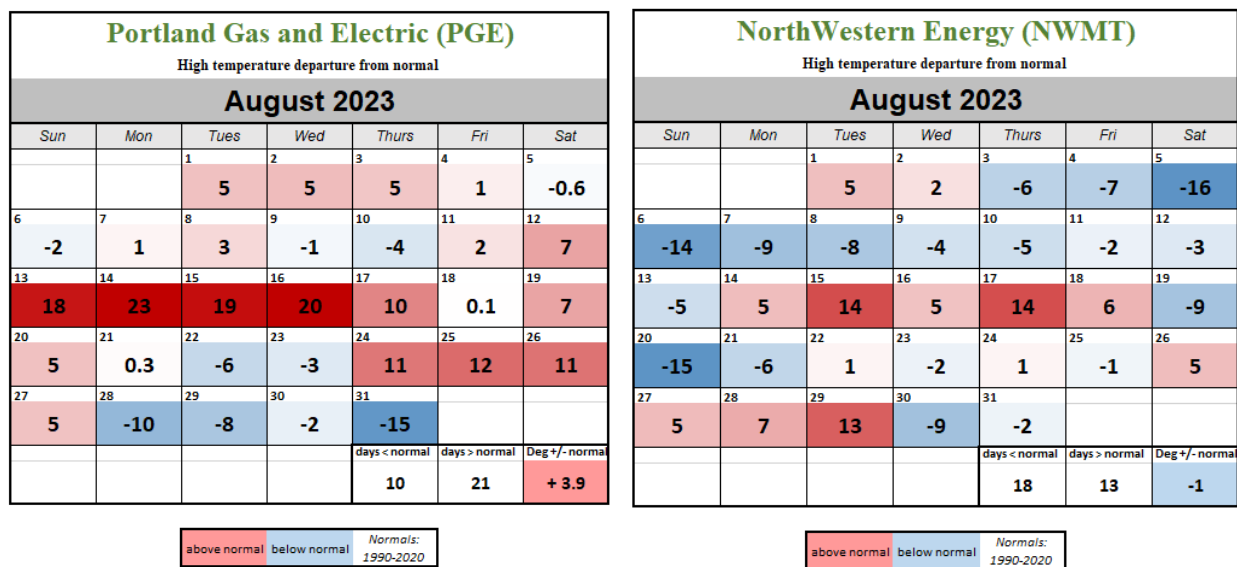 Portland Gas and Electric (PGE)
High temperature departure from normal
August 2023
Sun Mon Tues Wed Thurs Fri Sat
1 2 3 4 5
5 5 5 1 -0.6
6 7 8 9 10 11 12
-2 1 3 -1 -4 2 7
13 14 15 16 17 18 19
18 23 19 20 10 0.1 7
20 21 22 23 24 25 26
5 0.3 -6 -3 11 12 11
27 28 29 30 31
5 -10 -8 -2 -15
days < normal days > normal Deg +/- normal
10 21 + 3.9
above normal below normal Normals:
1990-2020
NorthWestern Energy (NWMT)
High temperature departure from normal
August 2023
Sun Mon Tues Wed Thurs Fri Sat
1 2 3 4 5
5 2 -6 -7 -16
6 7 8 9 10 11 12
-14 -9 -8 -4 -5 -2 -3
13 14 15 16 17 18 19
-5 5 14 5 14 6 -9
20 21 22 23 24 25 26
-15 -6 1 -2 1 -1 5
27 28 29 30 31
5 7 13 -9 -2
days < normal days > normal Deg +/- normal
18 13 -1
above normal below normal Normals:
1990-2020